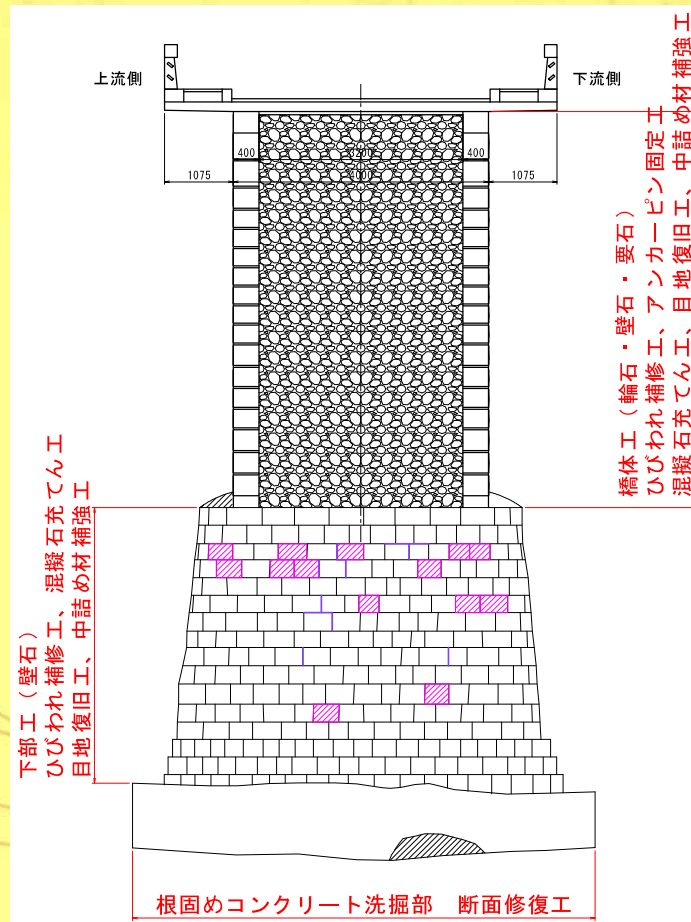 上流側
下流側
400
3200
400
1075
4000
1075
橋体工（輪石・壁石・要石）
ひびわれ補修工、アンカーピン固定工
混擬石充てん工、目地復旧工、中詰め材補強工
下部工（壁石）
ひびわれ補修工、混擬石充てん工
目地復旧工、中詰め材補強工
根固めコンクリート洗掘部　断面修復工